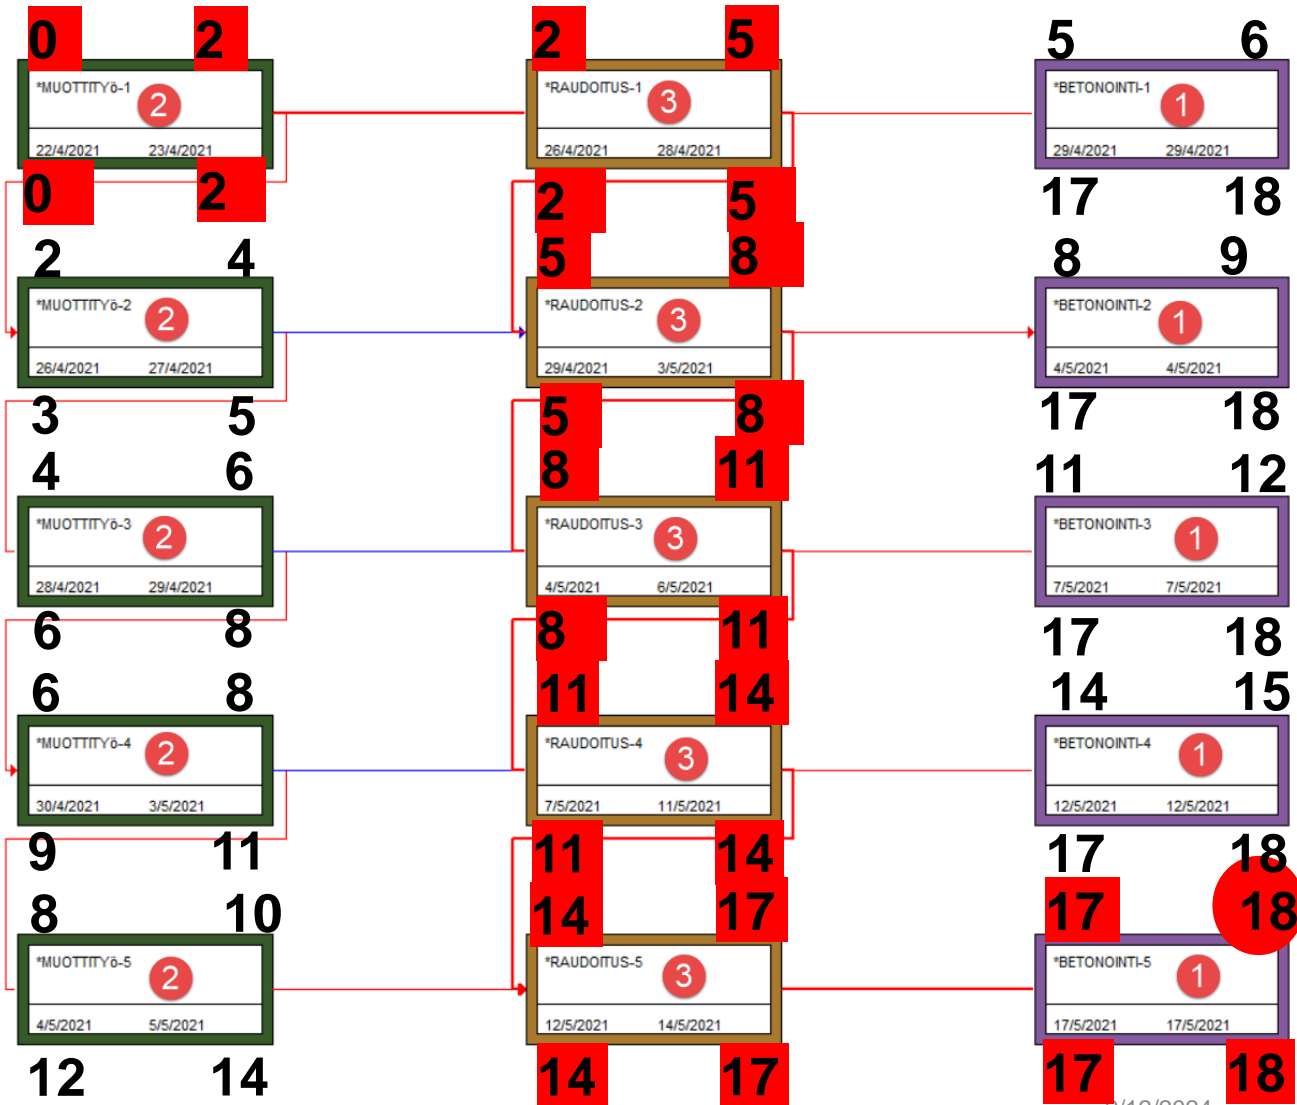 0 2 2 5 5 6
*MUOTTITYö-1 2 *RAUDOITUS-1 3 *BETONOINTI-1 1
22/4/2021 23/4/2021 26/4/2021 28/4/2021 29/4/2021 29/4/2021
0 2 2 5 17 18
2 4 5 8 8 9
*MUOTTITYö-2 2 *RAUDOITUS-2 3 *BETONOINTI-2 1
26/4/2021 27/4/2021 29/4/2021 3/5/2021 4/5/2021 4/5/2021
3 5 5 8 17 18
4 6 8 11 11 12
*MUOTTITYö-3 2 *RAUDOITUS-3 3 *BETONOINTI-3 1
28/4/2021 29/4/2021 4/5/2021 6/5/2021 7/5/2021 7/5/2021
6 8 8 11 17 18
6 8 11 14 14 15
*MUOTTITYö-4 2 *RAUDOITUS-4 3 *BETONOINTI-4 1
30/4/2021 3/5/2021 7/5/2021 11/5/2021 12/5/2021 12/5/2021
9 11 11 14 17 18
8 10 14 17 17 18
*MUOTTITYö-5 2 *RAUDOITUS-5 3 *BETONOINTI-5 1
4/5/2021 5/5/2021 12/5/2021 14/5/2021 17/5/2021 17/5/2021
12 14 14 17 17 18